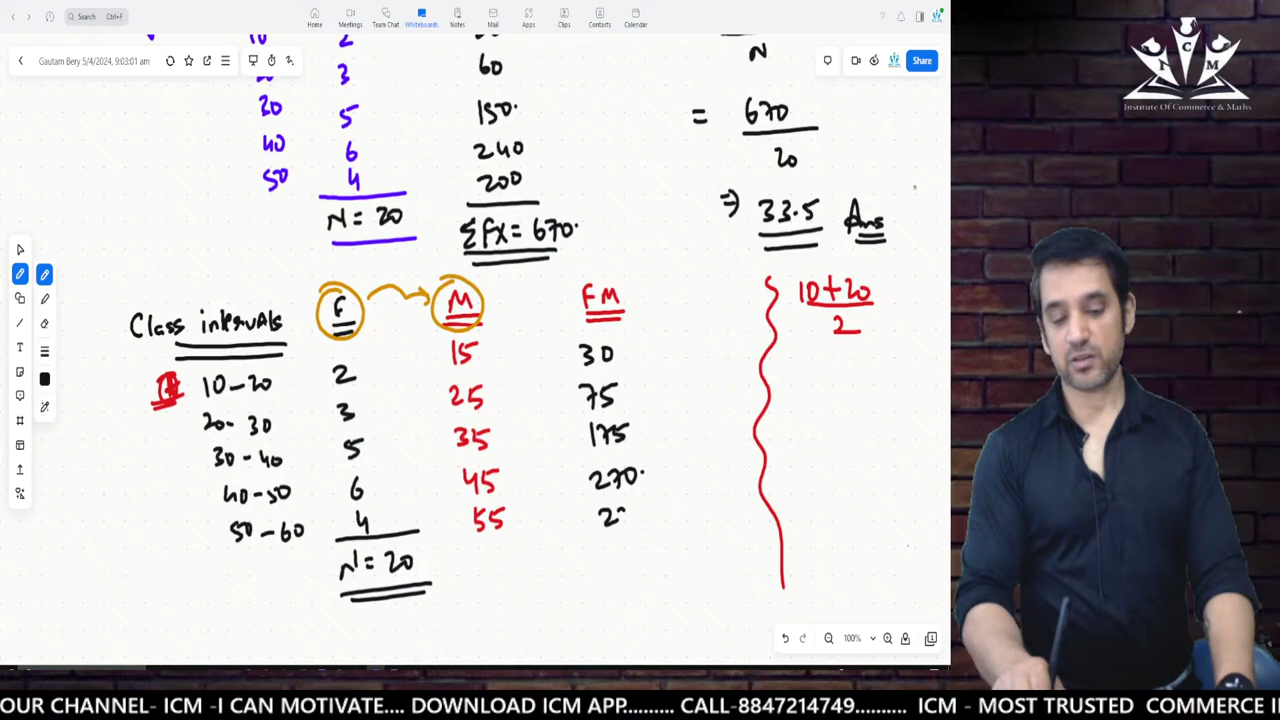 Search Ctrl+F
Home Meetings Team Chat Whiteboards Notes Mail Apps Clips Contacts Calendar
Gautam Bery 5/4/2024, 9:03:01 am
Share
Institute Of Commerce & Maths
10 2
3 60
30 5 150
40 6 240
50 4 200
N = 20
ΣFX = 670
N
= 670
20
⇒ 33.5 Ans
Class intervals F M FM
10-20 2 15 30
20-30 3 25 75
30-40 5 35 175
40-50 6 45 270
50-60 4 55 2
N = 20
10+20
2
100%
OUR CHANNEL- ICM -I CAN MOTIVATE.... DOWNLOAD ICM APP......... CALL-8847214749... ICM - MOST TRUSTED COMMERCE I